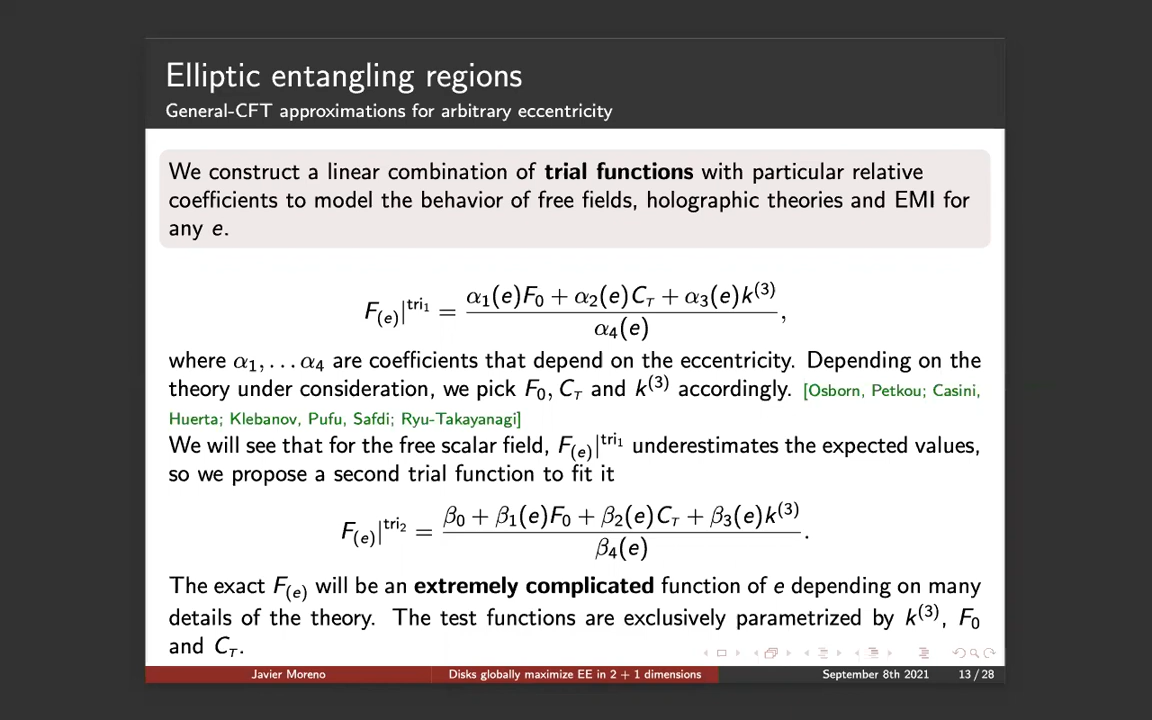 Elliptic entangling regions
General-CFT approximations for arbitrary eccentricity
We construct a linear combination of trial functions with particular relative
coefficients to model the behavior of free fields, holographic theories and EMI for
any e.
F₍ₑ₎|^tri₁ = (α₁(e)F₀ + α₂(e)C_T + α₃(e)k⁽³⁾) / α₄(e),
where α₁, . . . α₄ are coefficients that depend on the eccentricity. Depending on the
theory under consideration, we pick F₀, C_T and k⁽³⁾ accordingly. [Osborn, Petkou; Casini,
Huerta; Klebanov, Pufu, Safdi; Ryu-Takayanagi]
We will see that for the free scalar field, F₍ₑ₎|^tri₁ underestimates the expected values,
so we propose a second trial function to fit it
F₍ₑ₎|^tri₂ = (β₀ + β₁(e)F₀ + β₂(e)C_T + β₃(e)k⁽³⁾) / β₄(e).
The exact F₍ₑ₎ will be an extremely complicated function of e depending on many
details of the theory. The test functions are exclusively parametrized by k⁽³⁾, F₀
and C_T.
Javier Moreno Disks globally maximize EE in 2 + 1 dimensions September 8th 2021 13 / 28